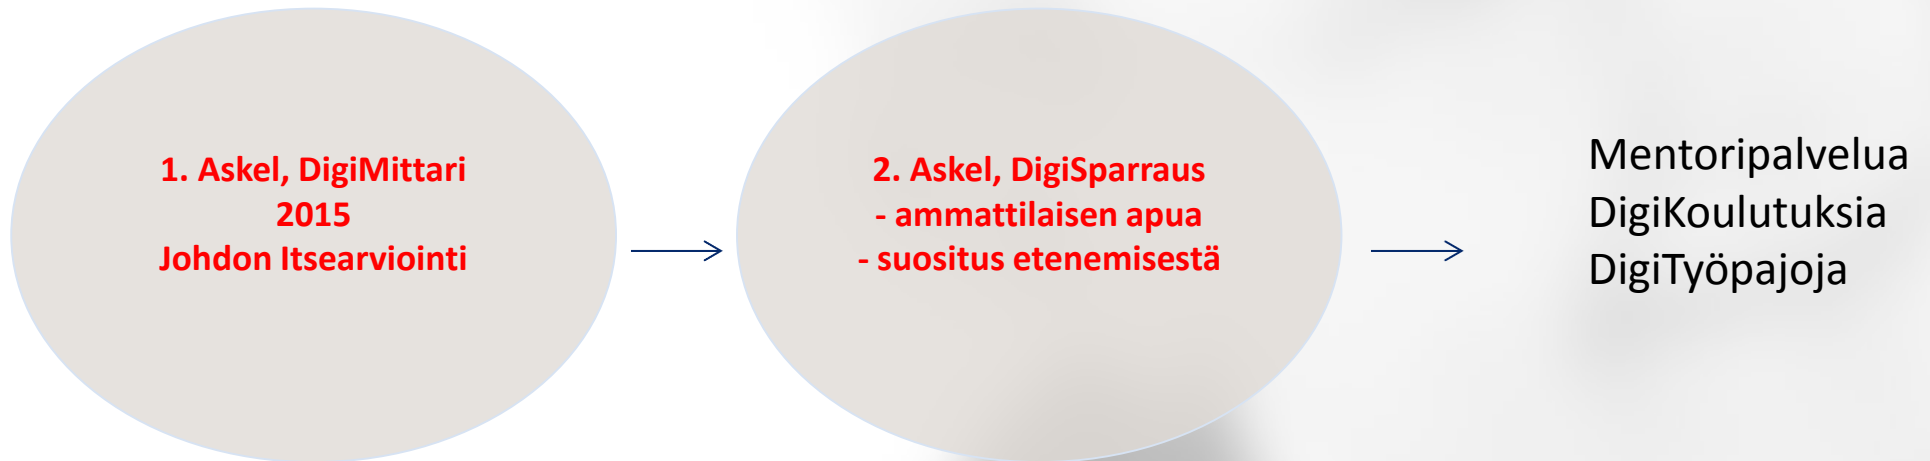 1. Askel, DigiMittari
2015
Johdon Itsearviointi
2. Askel, DigiSparraus
- ammattilaisen apua
- suositus etenemisestä
Mentoripalvelua
DigiKoulutuksia
DigiTyöpajoja